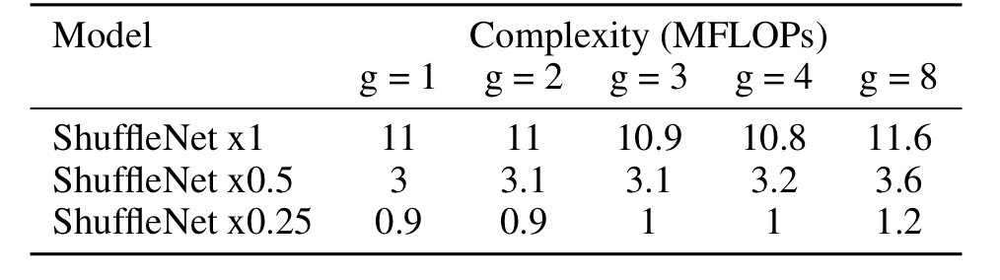 Model Complexity (MFLOPs)
g = 1 g = 2 g = 3 g = 4 g = 8
ShuffleNet x1 11 11 10.9 10.8 11.6
ShuffleNet x0.5 3 3.1 3.1 3.2 3.6
ShuffleNet x0.25 0.9 0.9 1 1 1.2